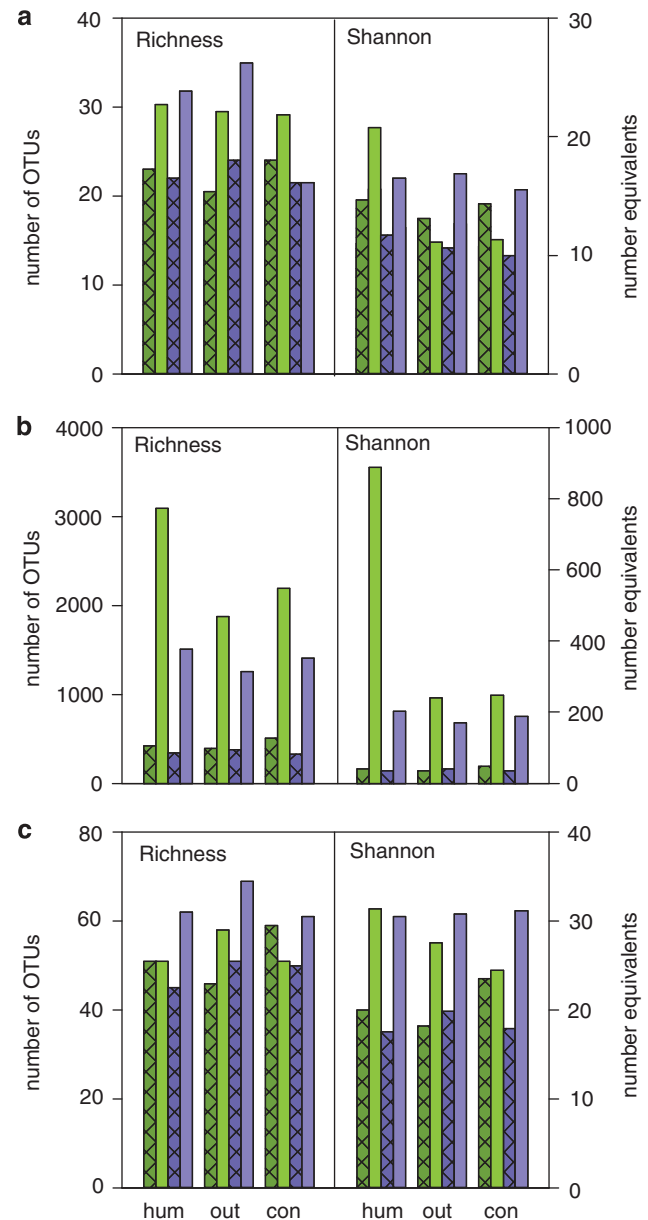 a
Richness
Shannon
number of OTUs
number equivalents
40
30
20
10
0
30
20
10
0
b
Richness
Shannon
number of OTUs
number equivalents
4000
3000
2000
1000
0
1000
800
600
400
200
0
c
Richness
Shannon
number of OTUs
number equivalents
80
60
40
20
0
40
30
20
10
0
hum out con hum out con